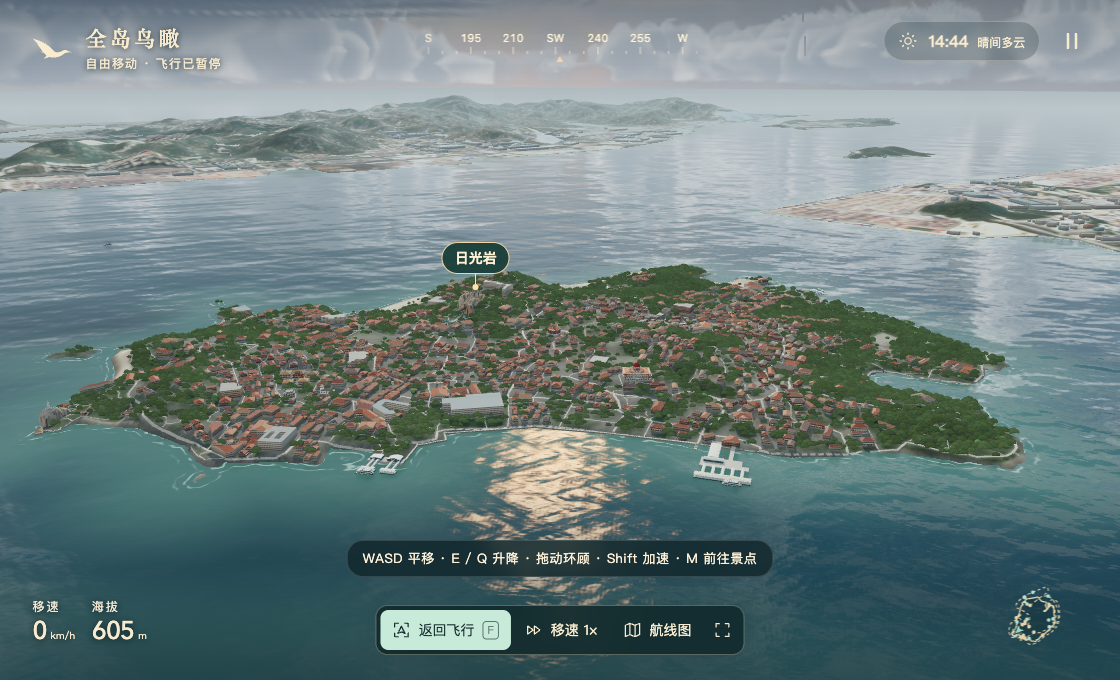 全岛鸟瞰
自由移动 · 飞行已暂停
S 195 210 SW 240 255 W
14:44 晴间多云
日光岩
WASD 平移 · E / Q 升降 · 拖动环顾 · Shift 加速 · M 前往景点
移速 海拔
0 km/h 605 m
返回飞行 F 移速 1x 航线图